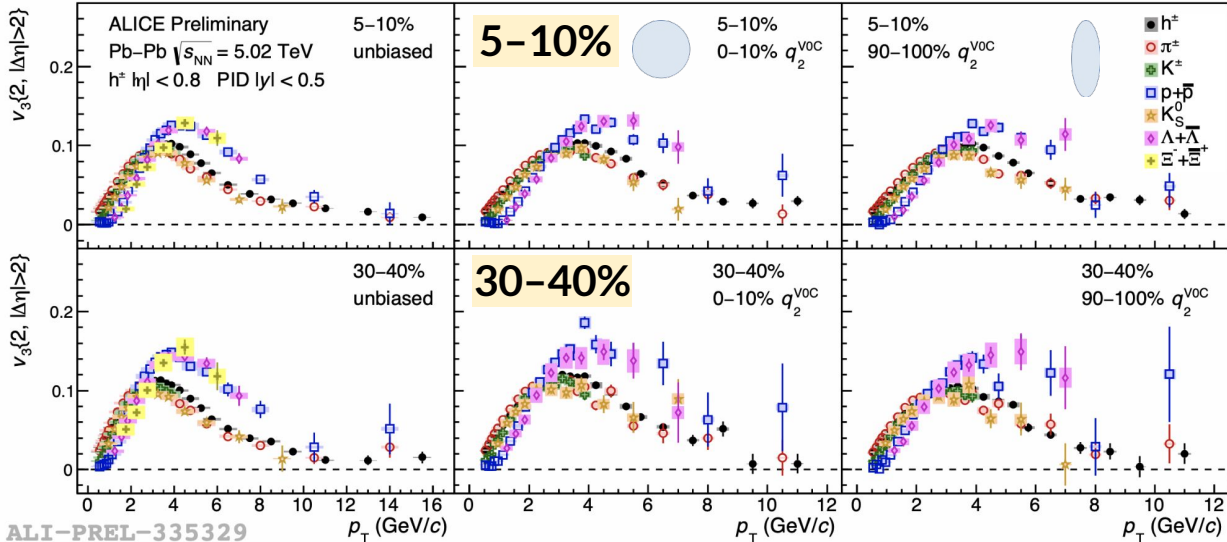 ALICE Preliminary
Pb–Pb √sNN = 5.02 TeV
h± |η| < 0.8 PID |y| < 0.5
5–10%
unbiased
5–10%
5–10%
0–10% q2V0C
5–10%
90–100% q2V0C
h±
π±
K±
p+p̅
K0S
Λ+Λ̅
Ξ-+Ξ̅+
v3{2, |Δη|>2}
0.2
0.1
0
30–40%
unbiased
30–40%
30–40%
0–10% q2V0C
30–40%
90–100% q2V0C
v3{2, |Δη|>2}
0.2
0.1
0
0 2 4 6 8 10 12 14 16
0 2 4 6 8 10 12
0 2 4 6 8 10 12
pT (GeV/c)
pT (GeV/c)
pT (GeV/c)
ALI–PREL–335329